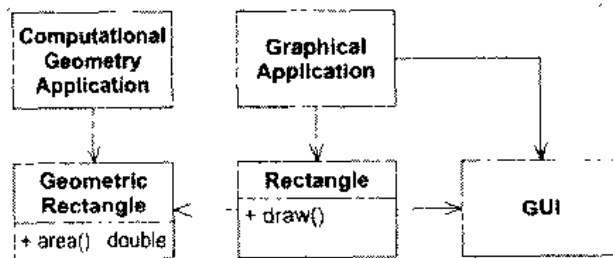 Computational
Geometry
Application
Graphical
Application
Geometric
Rectangle
+ area() double
Rectangle
+ draw()
GUI